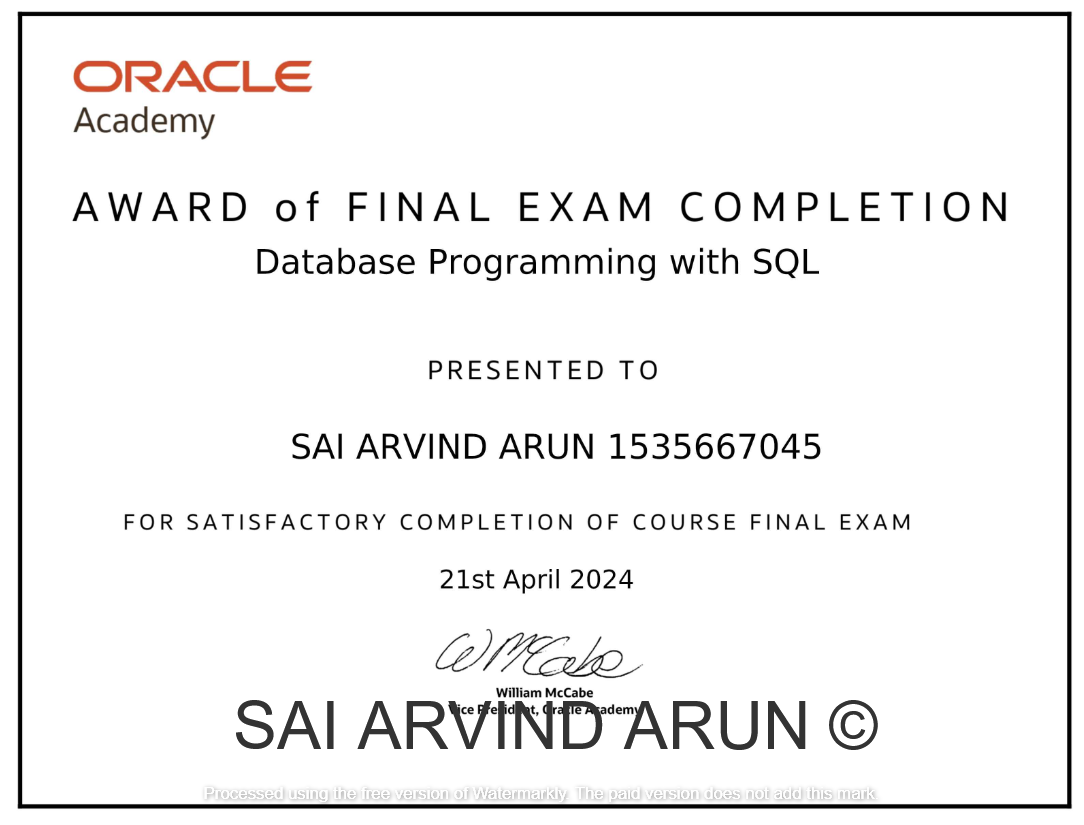 ORACLE
Academy
AWARD of FINAL EXAM COMPLETION
Database Programming with SQL
PRESENTED TO
SAI ARVIND ARUN 1535667045
FOR SATISFACTORY COMPLETION OF COURSE FINAL EXAM
21st April 2024
W McCabe
William McCabe
Vice President, Oracle Academy
SAI ARVIND ARUN ©
Processed using the free version of Watermarkly. The paid version does not add this mark.